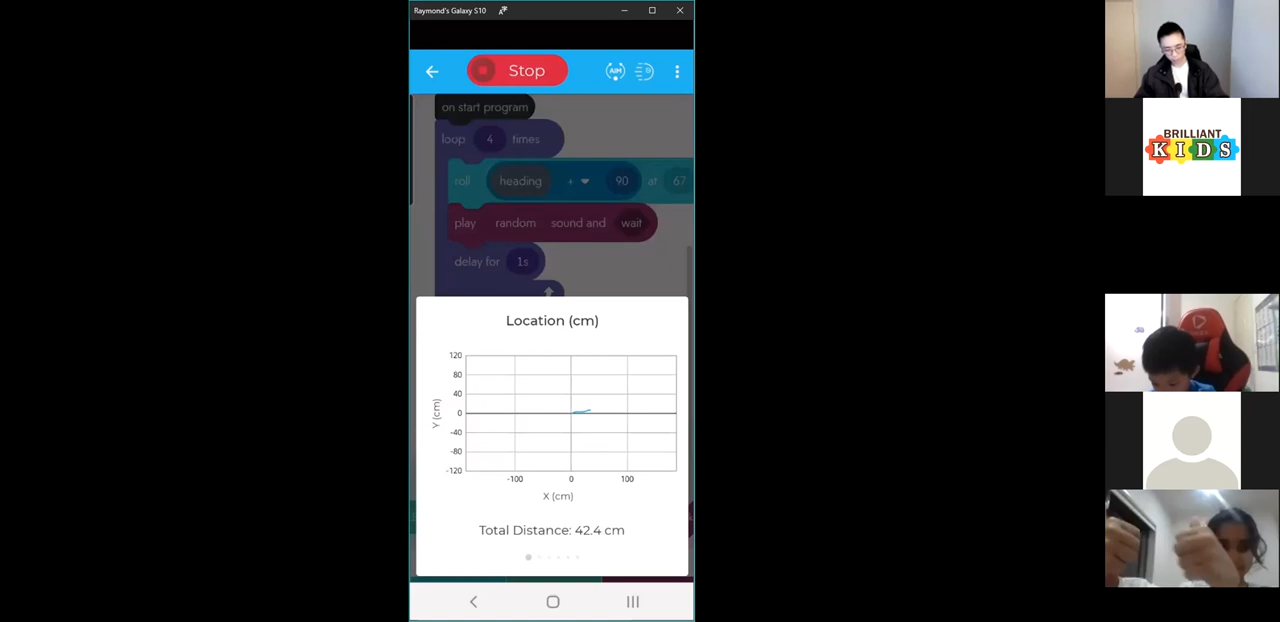 Raymond's Galaxy S10
Stop
AIM
on start program
loop 4 times
roll heading + 90 at 67
play random sound and wait
delay for 1s
Location (cm)
120
80
40
0
-40
-80
-120
Y (cm)
-100 0 100
X (cm)
Total Distance: 42.4 cm
BRILLIANT
KIDS